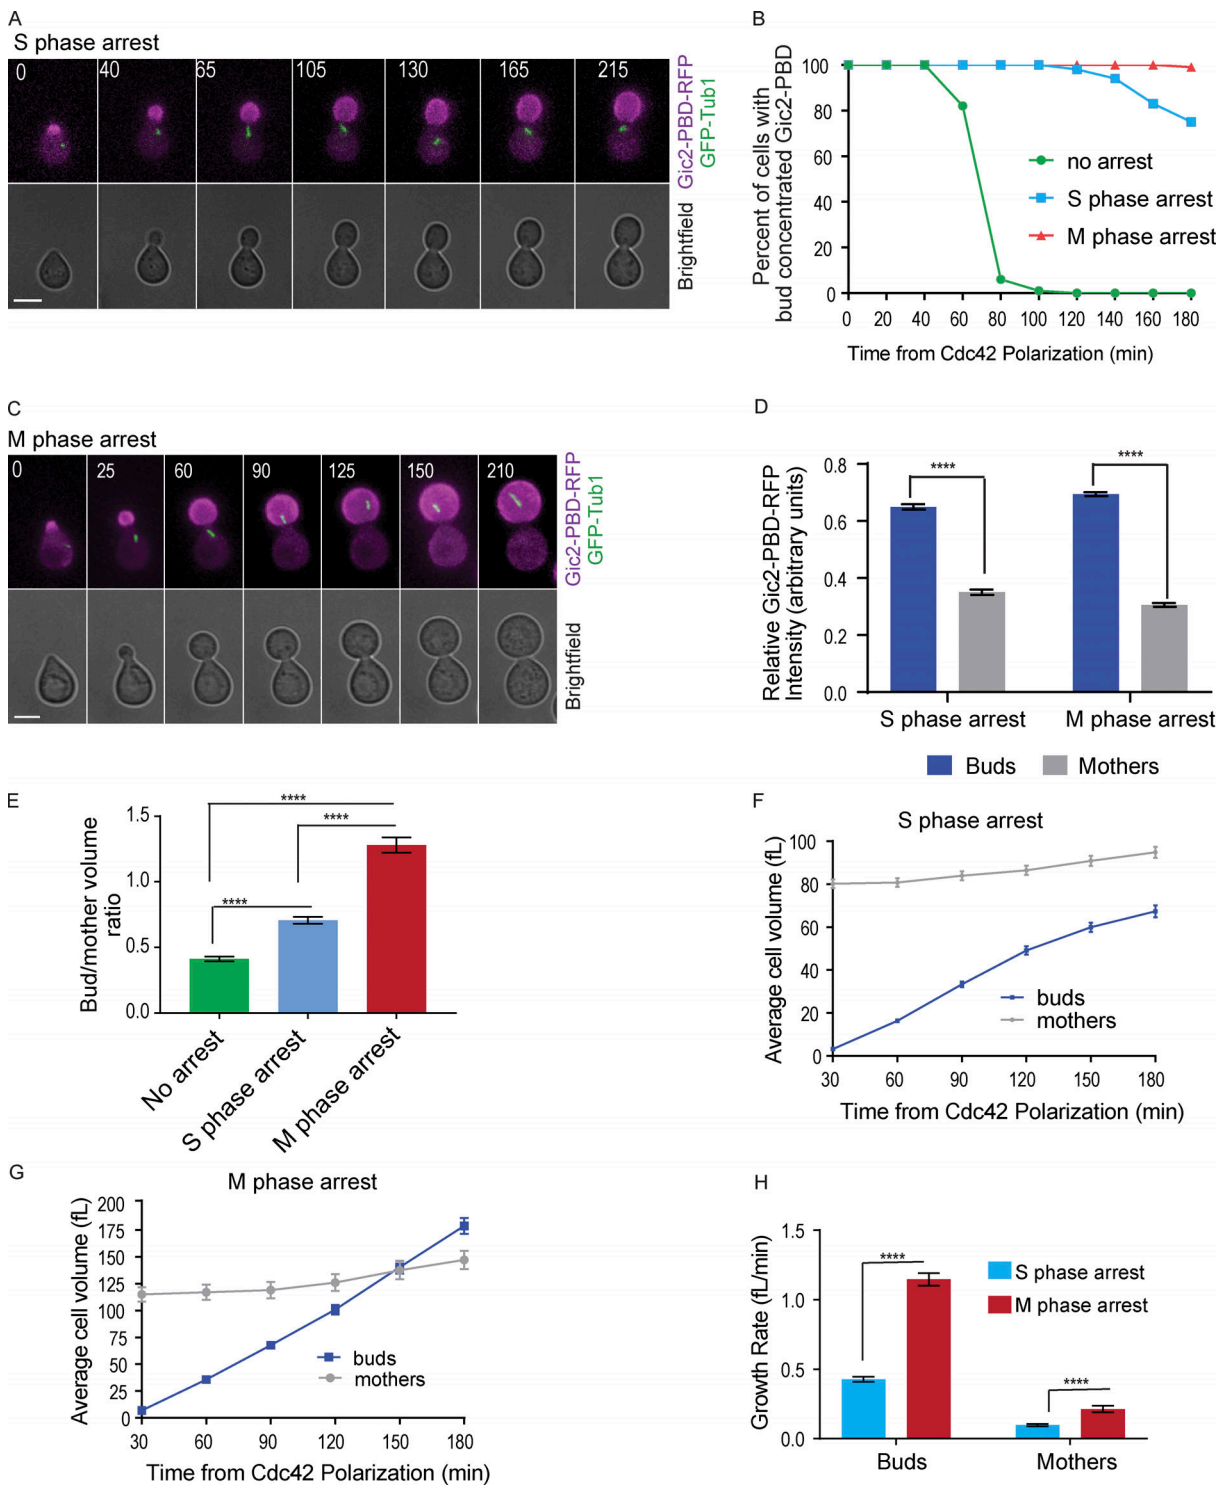 A
S phase arrest
0 40 65 105 130 165 215
Gic2-PBD-RFP
GFP-Tub1
Brightfield
B
Percent of cells with
bud concentrated Gic2-PBD
100
80
60
40
20
0
no arrest
S phase arrest
M phase arrest
0 20 40 60 80 100 120 140 160 180
Time from Cdc42 Polarization (min)
C
M phase arrest
0 25 60 90 125 150 210
Gic2-PBD-RFP
GFP-Tub1
Brightfield
D
Relative Gic2-PBD-RFP
Intensity (arbitrary units)
0.8
0.6
0.4
0.2
0.0
**** ****
S phase arrest M phase arrest
Buds Mothers
E
Bud/mother volume
ratio
1.5
1.0
0.5
0.0
****
****
****
No arrest
S phase arrest
M phase arrest
F
S phase arrest
Average cell volume (fL)
100
80
60
40
20
0
buds
mothers
30 60 90 120 150 180
Time from Cdc42 Polarization (min)
G
M phase arrest
Average cell volume (fL)
200
175
150
125
100
75
50
25
0
buds
mothers
30 60 90 120 150 180
Time from Cdc42 Polarization (min)
H
Growth Rate (fL/min)
1.5
1.0
0.5
0.0
****
****
S phase arrest
M phase arrest
Buds Mothers